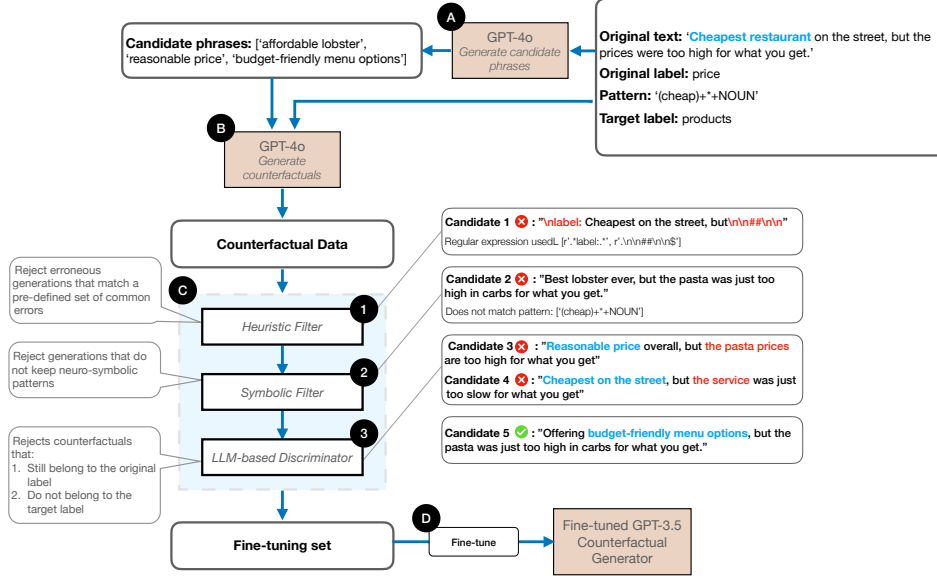 A
GPT-4o
Generate candidate
phrases
Candidate phrases: ['affordable lobster',
'reasonable price', 'budget-friendly menu options']
Original text: 'Cheapest restaurant on the street, but the
prices were too high for what you get.'
Original label: price
Pattern: '(cheap)+*+NOUN'
Target label: products
B
GPT-4o
Generate
counterfactuals
Counterfactual Data
C
Reject erroneous
generations that match a
pre-defined set of common
errors
Heuristic Filter
1
Reject generations that do
not keep neuro-symbolic
patterns
Symbolic Filter
2
Rejects counterfactuals
that:
1. Still belong to the original
label
2. Do not belong to the
target label
LLM-based Discriminator
3
Candidate 1 : "\nlabel: Cheapest on the street, but\n\n##\n\n"
Regular expression usedL [r'.*label:.*', r'.\n\n##\n\n$']
Candidate 2 : "Best lobster ever, but the pasta was just too
high in carbs for what you get."
Does not match pattern: ['(cheap)+*+NOUN']
Candidate 3 : "Reasonable price overall, but the pasta prices
are too high for what you get"
Candidate 4 : "Cheapest on the street, but the service was just
too slow for what you get"
Candidate 5 : "Offering budget-friendly menu options, but the
pasta was just too high in carbs for what you get."
Fine-tuning set
D
Fine-tune
Fine-tuned GPT-3.5
Counterfactual
Generator